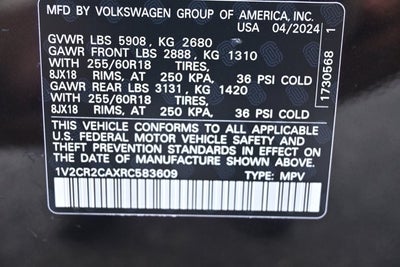 MFD BY VOLKSWAGEN GROUP OF AMERICA, INC.
USA 04/2024
GVWR LBS 5908, KG 2680
GAWR FRONT LBS 2888, KG 1310
WITH 255/60R18 TIRES,
8JX18 RIMS, AT 250 KPA, 36 PSI COLD
GAWR REAR LBS 3131, KG 1420
WITH 255/60R18 TIRES,
8JX18 RIMS, AT 250 KPA, 36 PSI COLD
THIS VEHICLE CONFORMS TO ALL APPLICABLE
U.S. FEDERAL MOTOR VEHICLE SAFETY AND
THEFT PREVENTION STANDARDS IN EFFECT ON
THE DATE OF MANUFACTURE SHOWN ABOVE.
1V2CR2CAXRC583609 TYPE: MPV
1730568 1